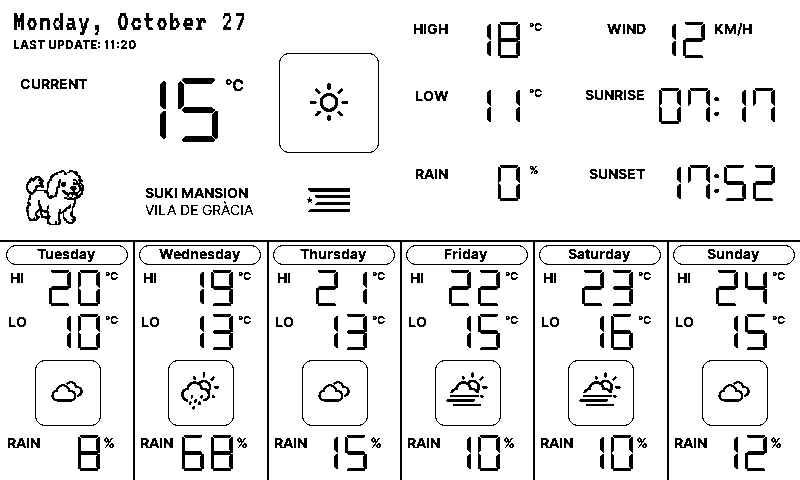 Monday, October 27
LAST UPDATE: 11:20
CURRENT 15 °C
SUKI MANSION
VILA DE GRÀCIA
HIGH 18 °C
LOW 11 °C
RAIN 0 %
WIND 12 KM/H
SUNRISE 07:17
SUNSET 17:52
Tuesday
HI 20 °C
LO 10 °C
RAIN 8 %
Wednesday
HI 19 °C
LO 13 °C
RAIN 68 %
Thursday
HI 21 °C
LO 13 °C
RAIN 15 %
Friday
HI 22 °C
LO 15 °C
RAIN 10 %
Saturday
HI 23 °C
LO 16 °C
RAIN 10 %
Sunday
HI 24 °C
LO 15 °C
RAIN 12 %